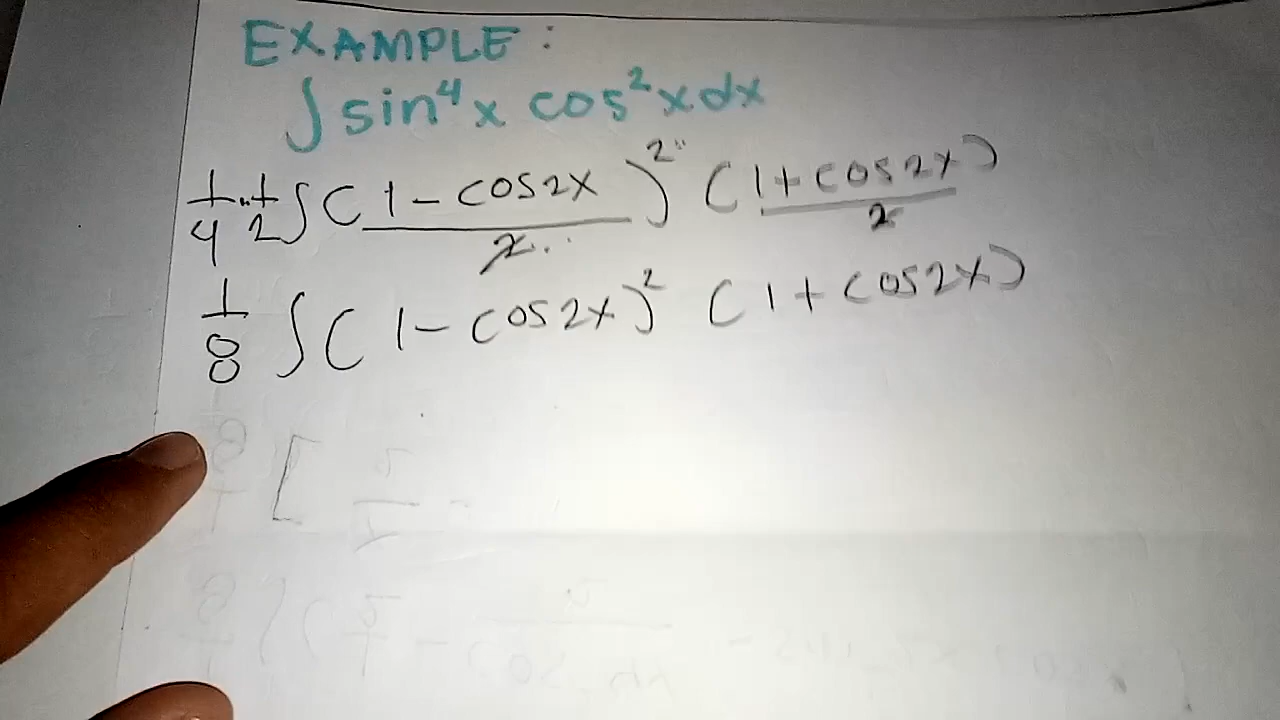 EXAMPLE:
∫ sin⁴x cos²x dx
1/4 · 1/2 ∫ ( (1 - cos2x)/2 )² ( (1 + cos2x)/2 )
1/8 ∫ (1 - cos2x)² (1 + cos2x)